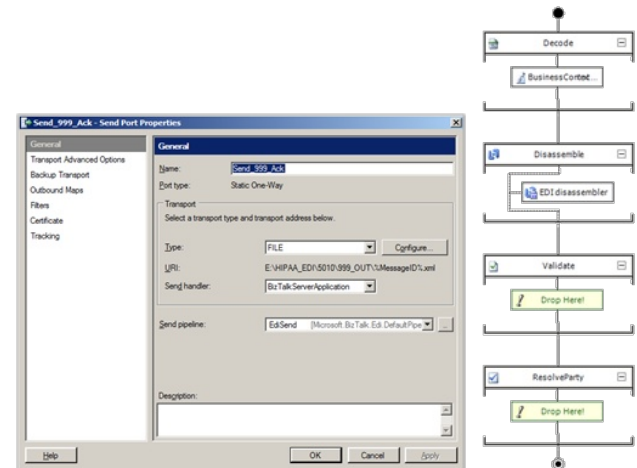 Send_999_Ack - Send Port Properties
General
Transport Advanced Options
Backup Transport
Outbound Maps
Filters
Certificate
Tracking
General
Name: Send_999_Ack
Port type: Static One-Way
Transport
Select a transport type and transport address below.
Type: FILE Configure...
URI: E:\HIPAA_EDI\5010\999_OUT\%MessageID%.xml
Send handler: BizTalkServerApplication
Send pipeline: EdiSend [Microsoft.BizTalk.Edi.DefaultPipe ...
Description:
Help OK Cancel Apply
Decode
Disassemble
EDI disassembler
Validate
Drop Here!
ResolveParty
Drop Here!